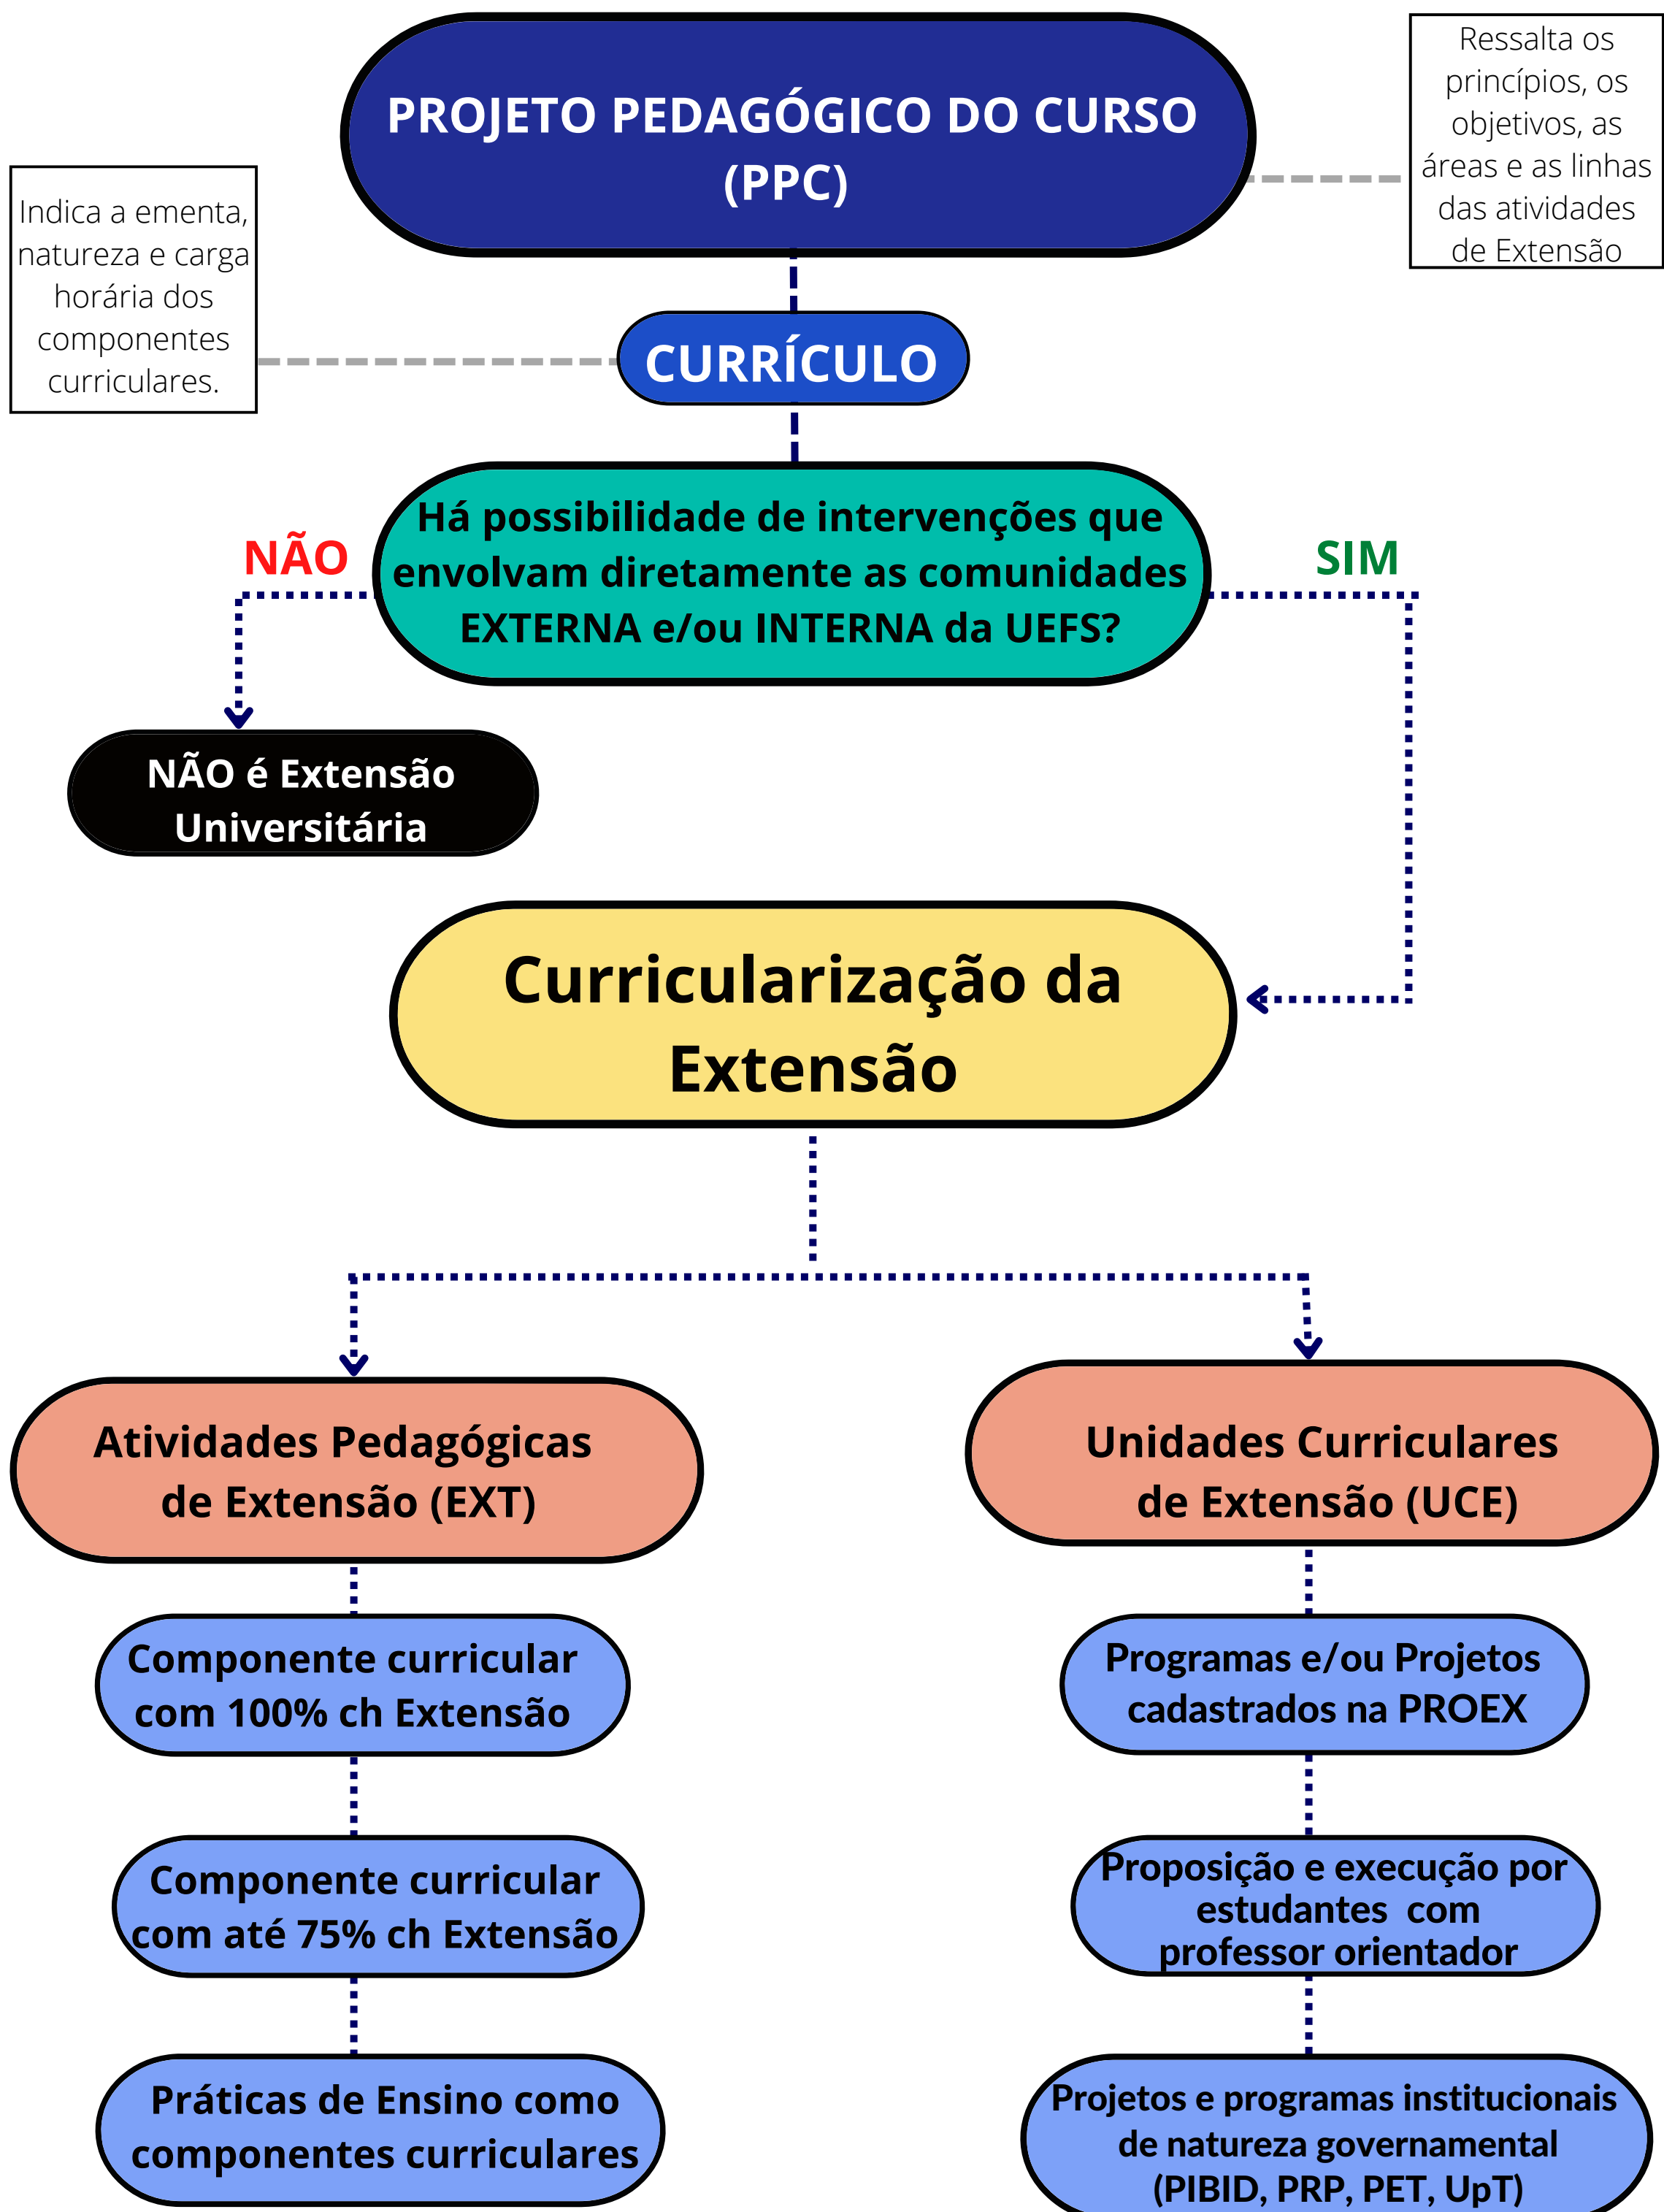 PROJETO PEDAGÓGICO DO CURSO
(PPC)
Ressalta os
princípios, os
objetivos, as
áreas e as linhas
das atividades
de Extensão
Indica a ementa,
natureza e carga
horária dos
componentes
curriculares.
CURRÍCULO
Há possibilidade de intervenções que
envolvam diretamente as comunidades
EXTERNA e/ou INTERNA da UEFS?
NÃO
SIM
NÃO é Extensão
Universitária
Curricularização da
Extensão
Atividades Pedagógicas
de Extensão (EXT)
Unidades Curriculares
de Extensão (UCE)
Componente curricular
com 100% ch Extensão
Programas e/ou Projetos
cadastrados na PROEX
Componente curricular
com até 75% ch Extensão
Proposição e execução por
estudantes  com
professor orientador
Práticas de Ensino como
componentes curriculares
Projetos e programas institucionais
de natureza governamental
(PIBID, PRP, PET, UpT)